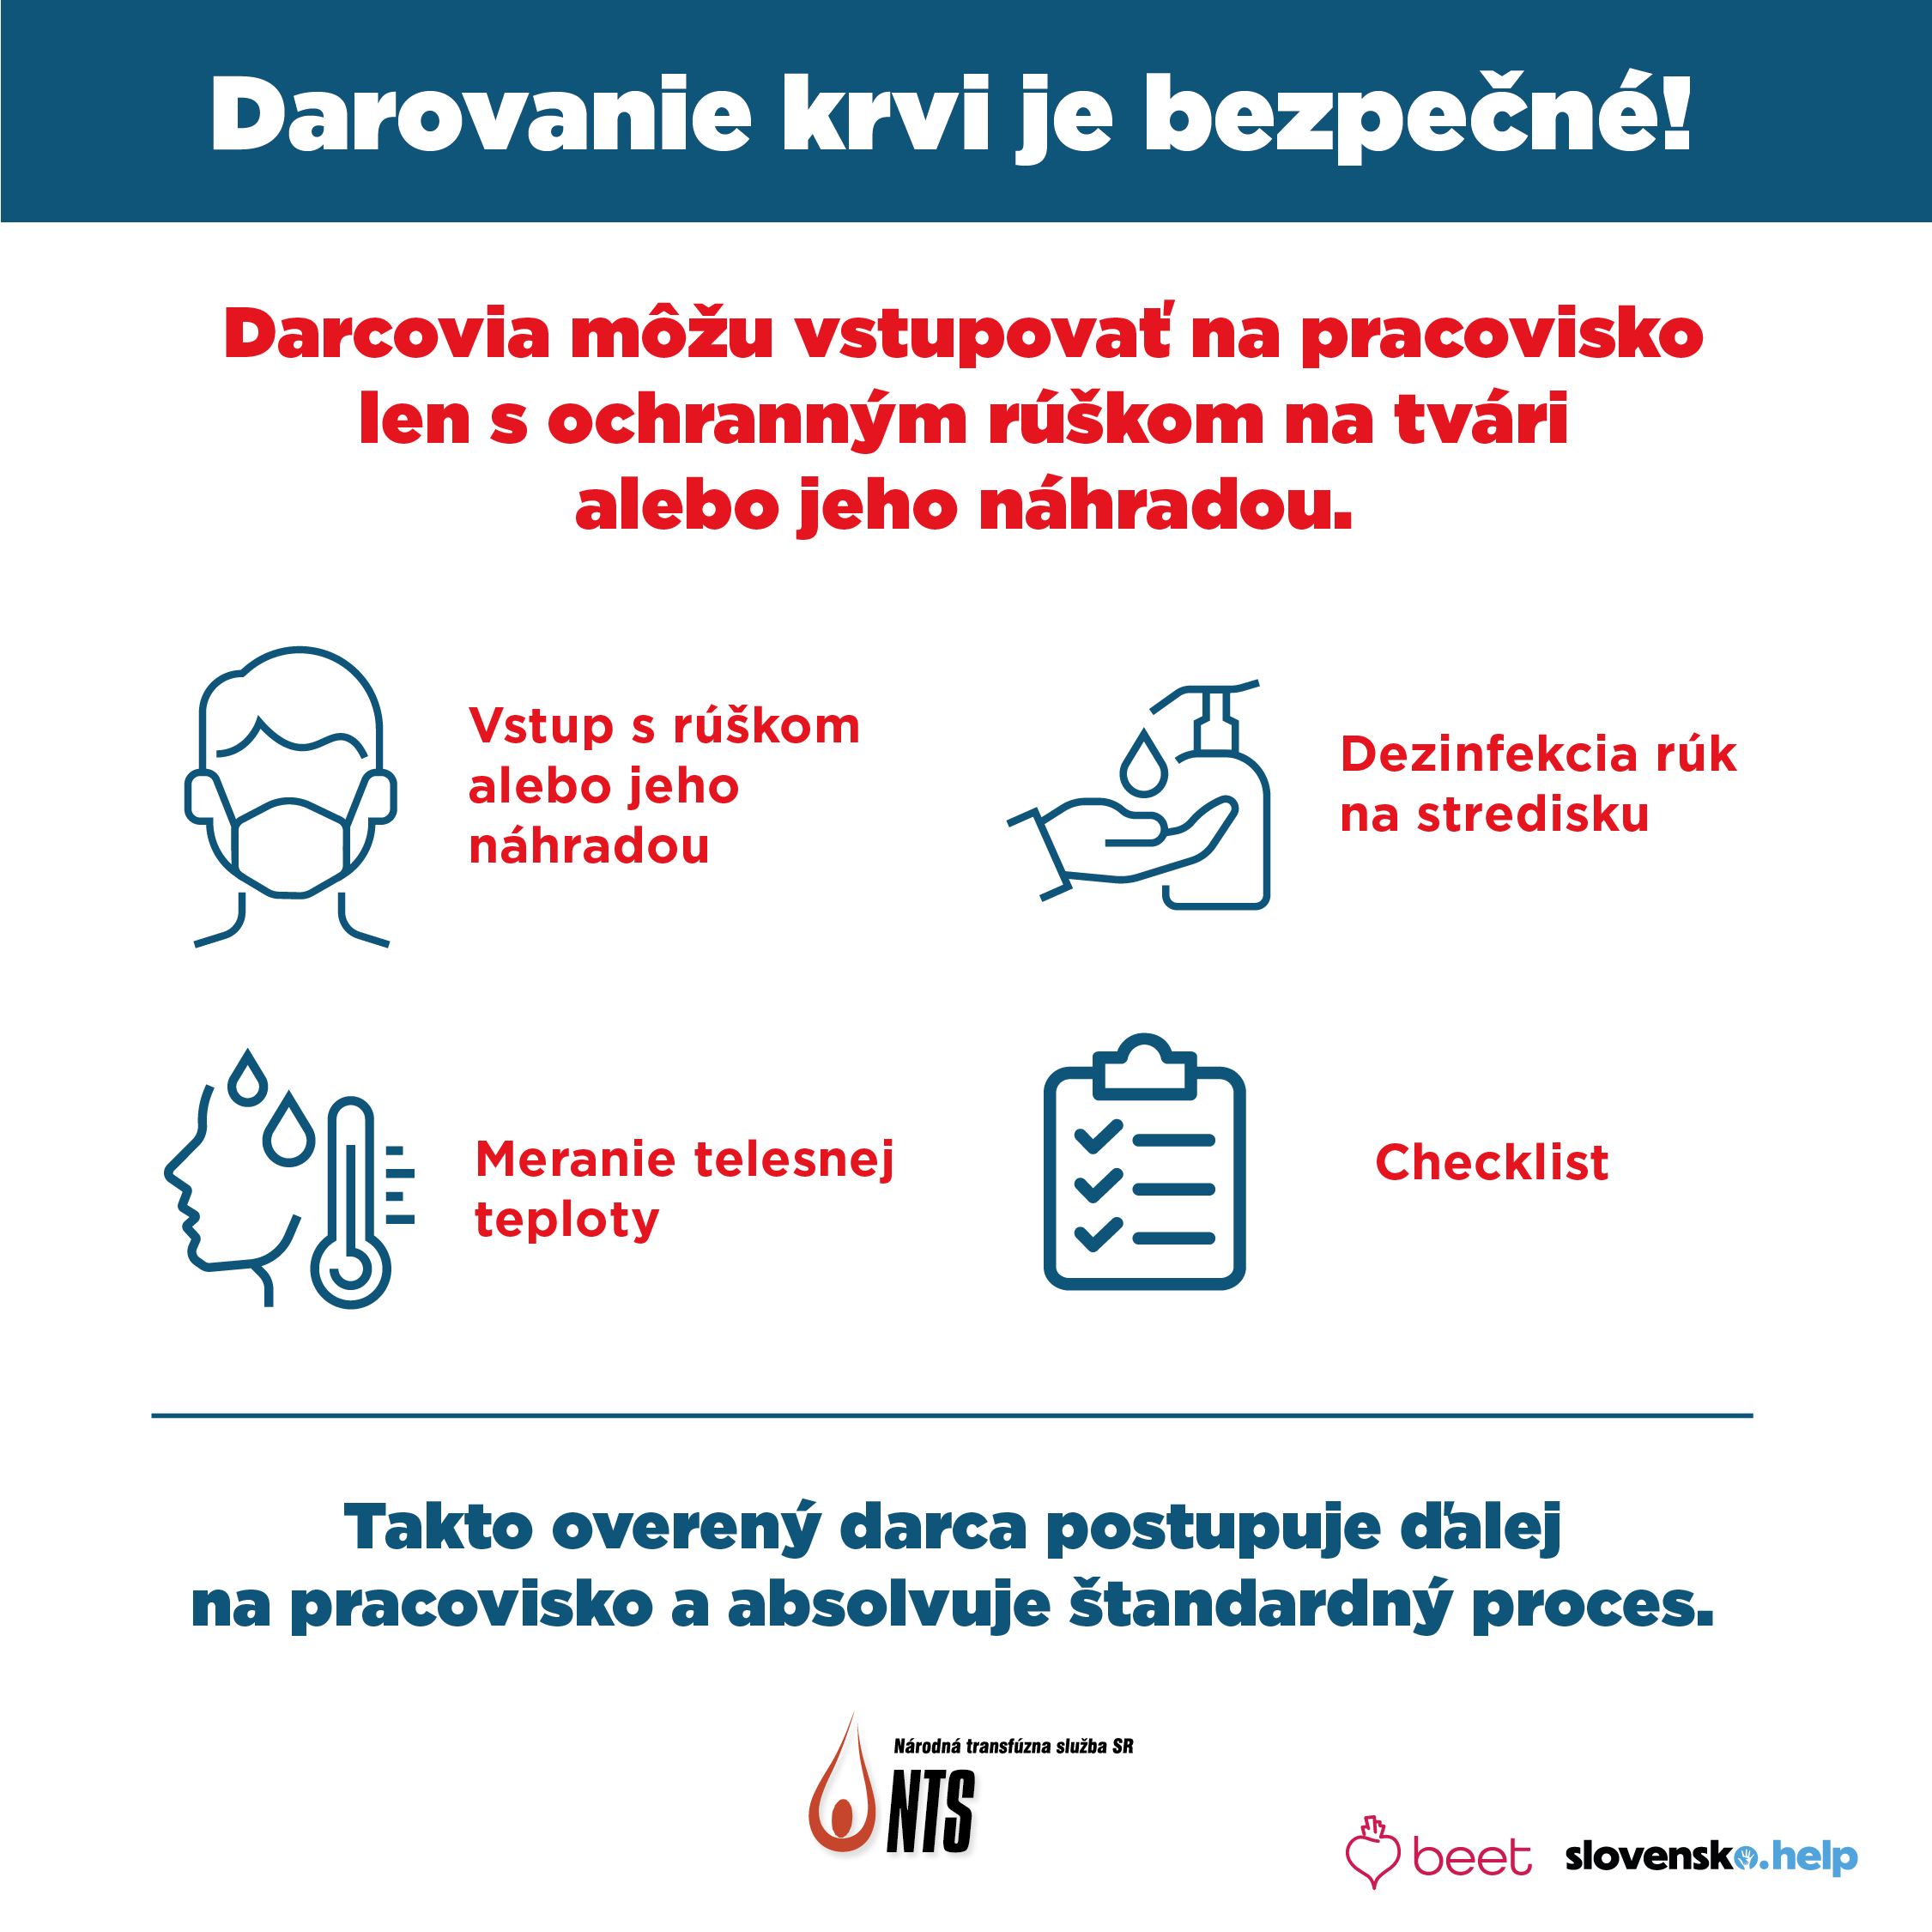 Darovanie krvi je bezpečné!
Darcovia môžu vstupovať na pracovisko
len s ochranným rúškom na tvári
alebo jeho náhradou.
Vstup s rúškom
alebo jeho
náhradou
Dezinfekcia rúk
na stredisku
Meranie telesnej
teploty
Checklist
Takto overený darca postupuje ďalej
na pracovisko a absolvuje štandardný proces.
Národná transfúzna služba SR
NTS
beet
slovensko.help